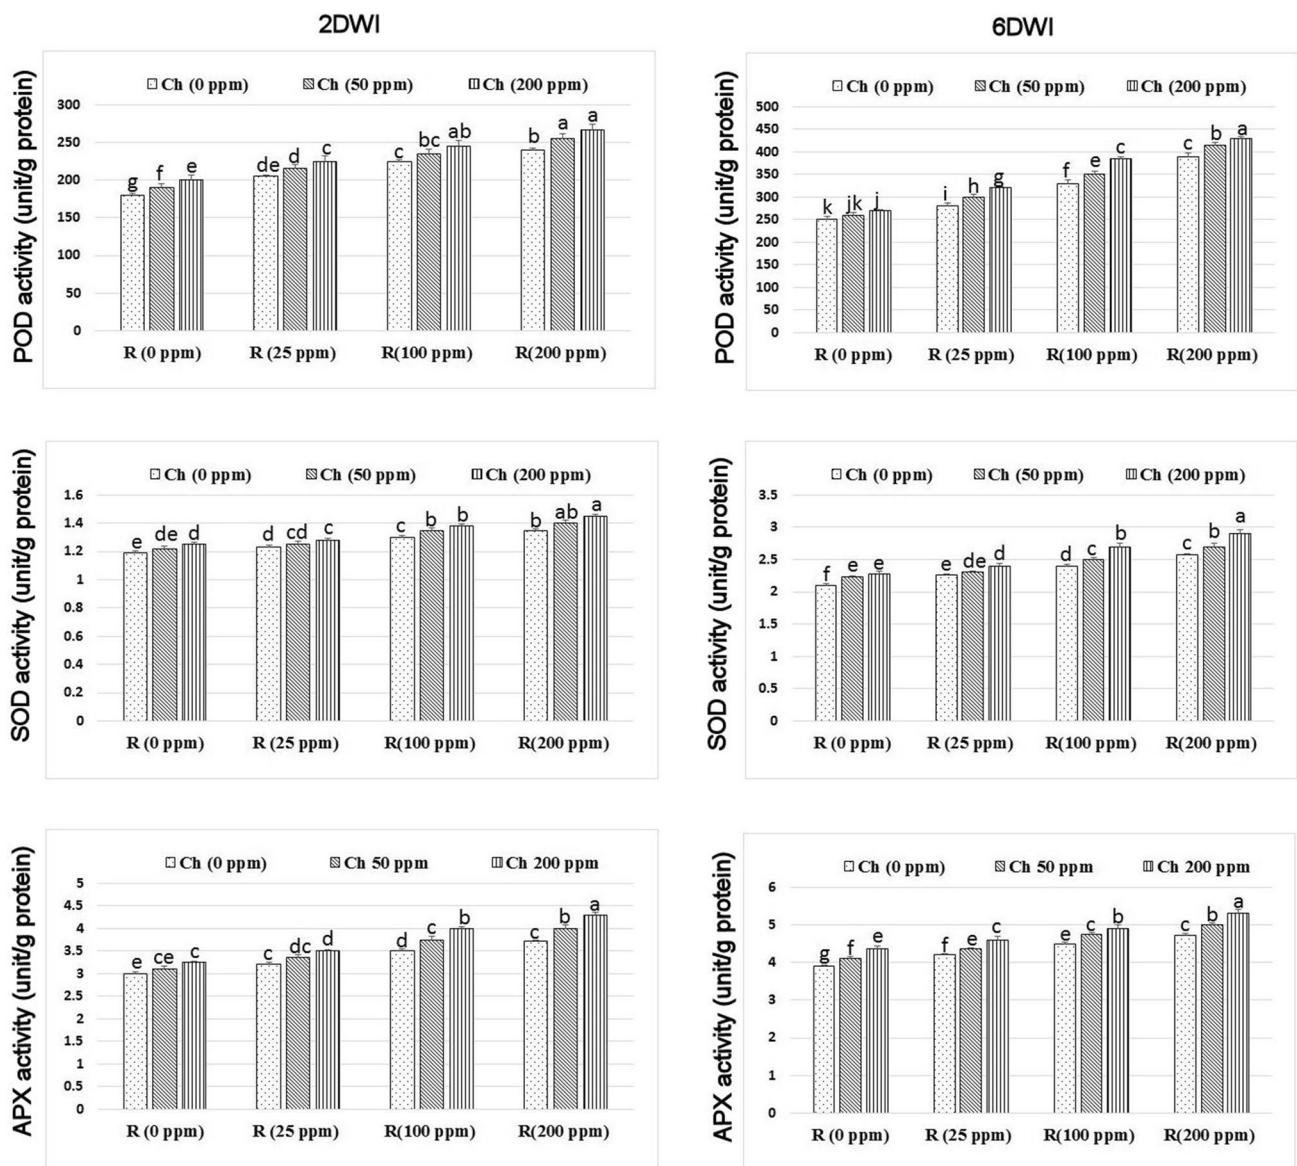 2DWI
6DWI
POD activity (unit/g protein)
Ch (0 ppm) Ch (50 ppm) Ch (200 ppm)
300
250
200
150
100
50
0
g f e de d c c bc ab b a a
R (0 ppm) R (25 ppm) R(100 ppm) R(200 ppm)
POD activity (unit/g protein)
Ch (0 ppm) Ch (50 ppm) Ch (200 ppm)
500
450
400
350
300
250
200
150
100
50
0
k jk j i h g f e c c b a
R (0 ppm) R (25 ppm) R(100 ppm) R(200 ppm)
SOD activity (unit/g protein)
Ch (0 ppm) Ch (50 ppm) Ch (200 ppm)
1.6
1.4
1.2
1
0.8
0.6
0.4
0.2
0
e de d d cd c c b b b ab a
R (0 ppm) R (25 ppm) R(100 ppm) R(200 ppm)
SOD activity (unit/g protein)
Ch (0 ppm) Ch (50 ppm) Ch (200 ppm)
3.5
3
2.5
2
1.5
1
0.5
0
f e e e de d d c b c b a
R (0 ppm) R (25 ppm) R(100 ppm) R(200 ppm)
APX activity (unit/g protein)
Ch (0 ppm) Ch 50 ppm Ch 200 ppm
5
4.5
4
3.5
3
2.5
2
1.5
1
0.5
0
e ce c c dc d d c b c b a
R (0 ppm) R (25 ppm) R(100 ppm) R(200 ppm)
APX activity (unit/g protein)
Ch (0 ppm) Ch 50 ppm Ch 200 ppm
6
5
4
3
2
1
0
g f e f e c e c b c b a
R (0 ppm) R (25 ppm) R(100 ppm) R(200 ppm)